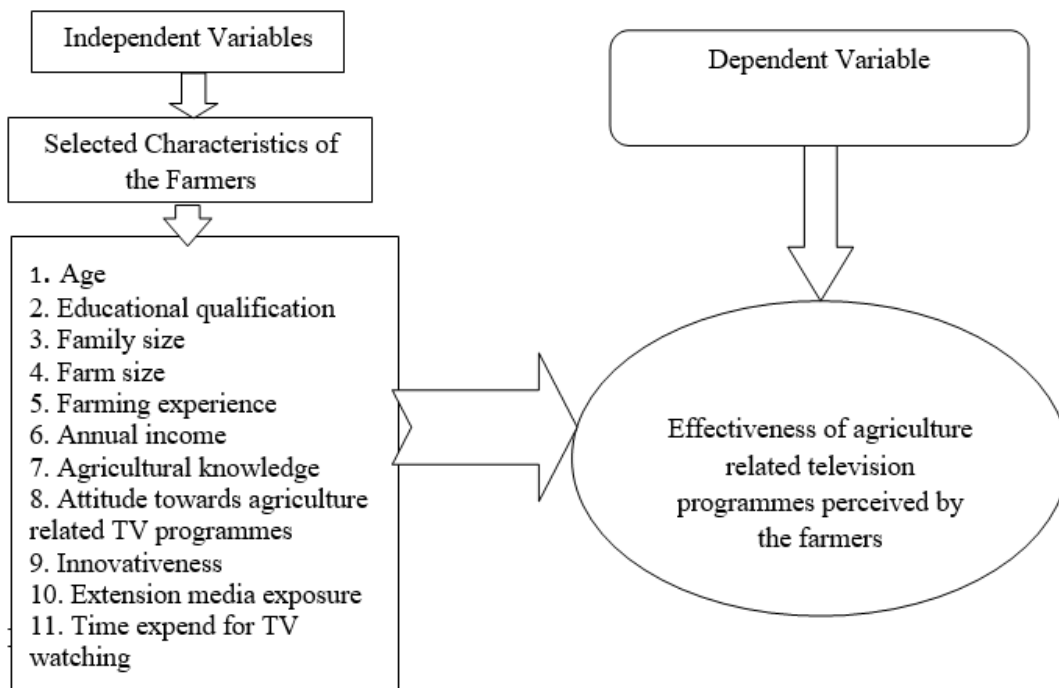 Independent Variables
Selected Characteristics of
the Farmers
1. Age
2. Educational qualification
3. Family size
4. Farm size
5. Farming experience
6. Annual income
7. Agricultural knowledge
8. Attitude towards agriculture
related TV programmes
9. Innovativeness
10. Extension media exposure
11. Time expend for TV
watching
Dependent Variable
Effectiveness of agriculture
related television
programmes perceived by
the farmers